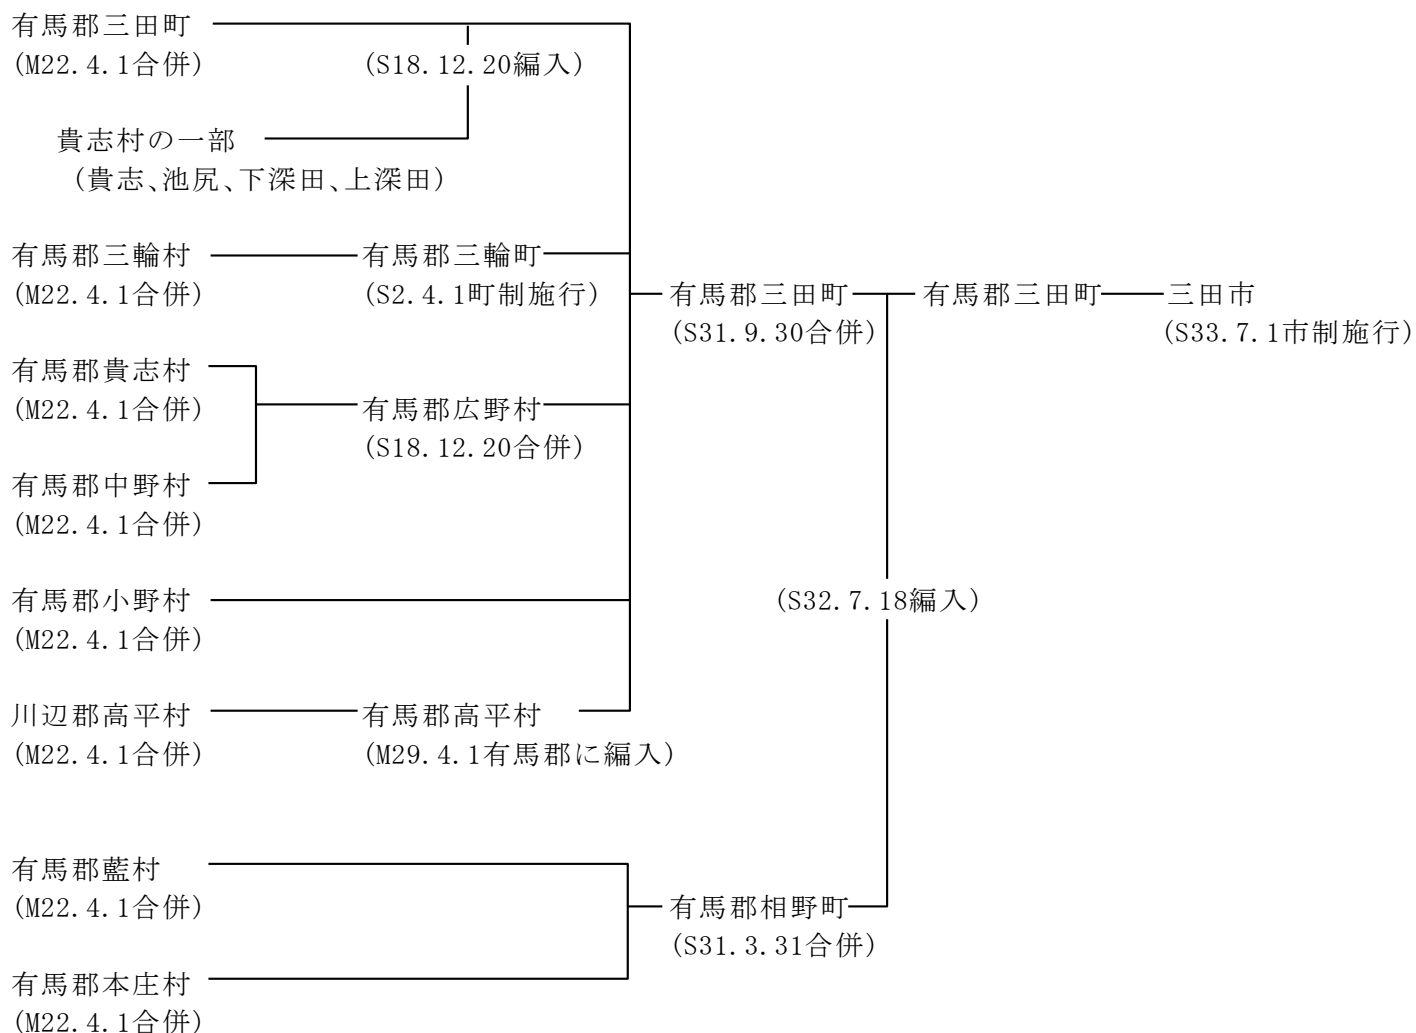 有馬郡三田町
(M22.4.1合併)
(S18.12.20編入)
貴志村の一部
(貴志、池尻、下深田、上深田)
有馬郡三輪村
(M22.4.1合併)
有馬郡三輪町
(S2.4.1町制施行)
有馬郡三田町
(S31.9.30合併)
有馬郡三田町
三田市
(S33.7.1市制施行)
有馬郡貴志村
(M22.4.1合併)
有馬郡広野村
(S18.12.20合併)
有馬郡中野村
(M22.4.1合併)
有馬郡小野村
(M22.4.1合併)
(S32.7.18編入)
川辺郡高平村
(M22.4.1合併)
有馬郡高平村
(M29.4.1有馬郡に編入)
有馬郡藍村
(M22.4.1合併)
有馬郡相野町
(S31.3.31合併)
有馬郡本庄村
(M22.4.1合併)